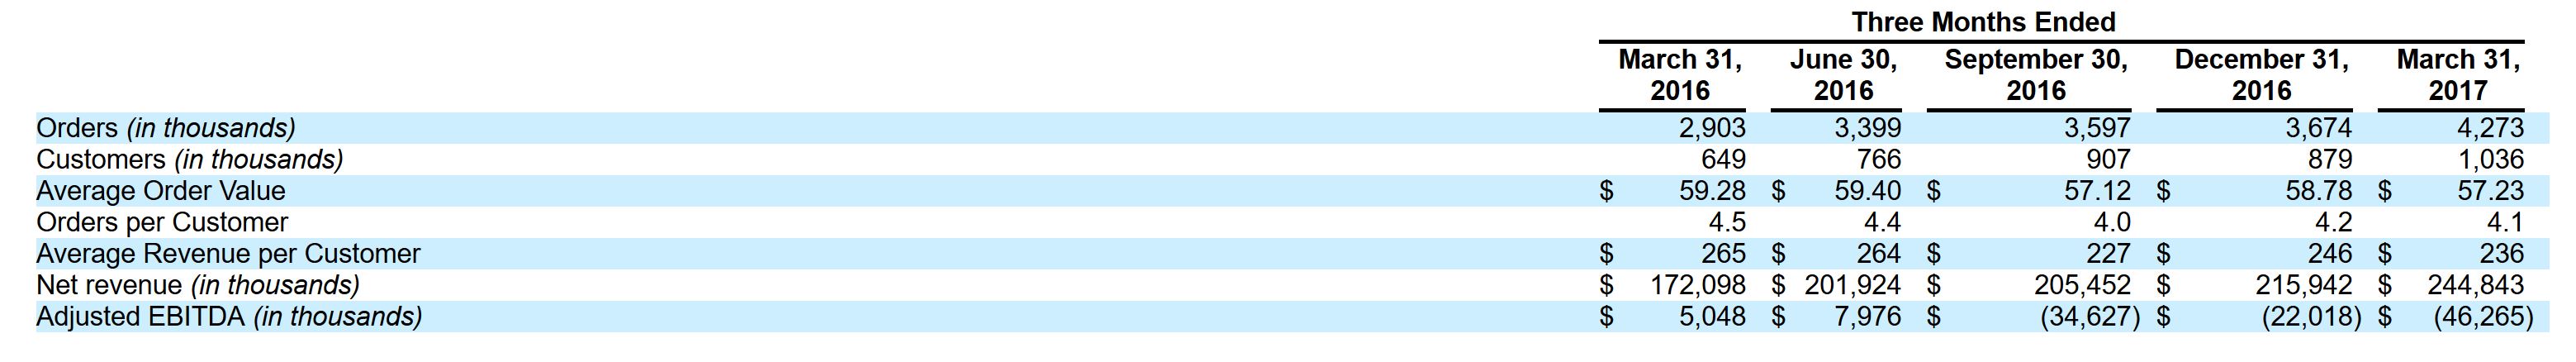 Three Months Ended
March 31, June 30, September 30, December 31, March 31,
2016 2016 2016 2016 2017
Orders (in thousands) 2,903 3,399 3,597 3,674 4,273
Customers (in thousands) 649 766 907 879 1,036
Average Order Value $ 59.28 $ 59.40 $ 57.12 $ 58.78 $ 57.23
Orders per Customer 4.5 4.4 4.0 4.2 4.1
Average Revenue per Customer $ 265 $ 264 $ 227 $ 246 $ 236
Net revenue (in thousands) $ 172,098 $ 201,924 $ 205,452 $ 215,942 $ 244,843
Adjusted EBITDA (in thousands) $ 5,048 $ 7,976 $ (34,627) $ (22,018) $ (46,265)